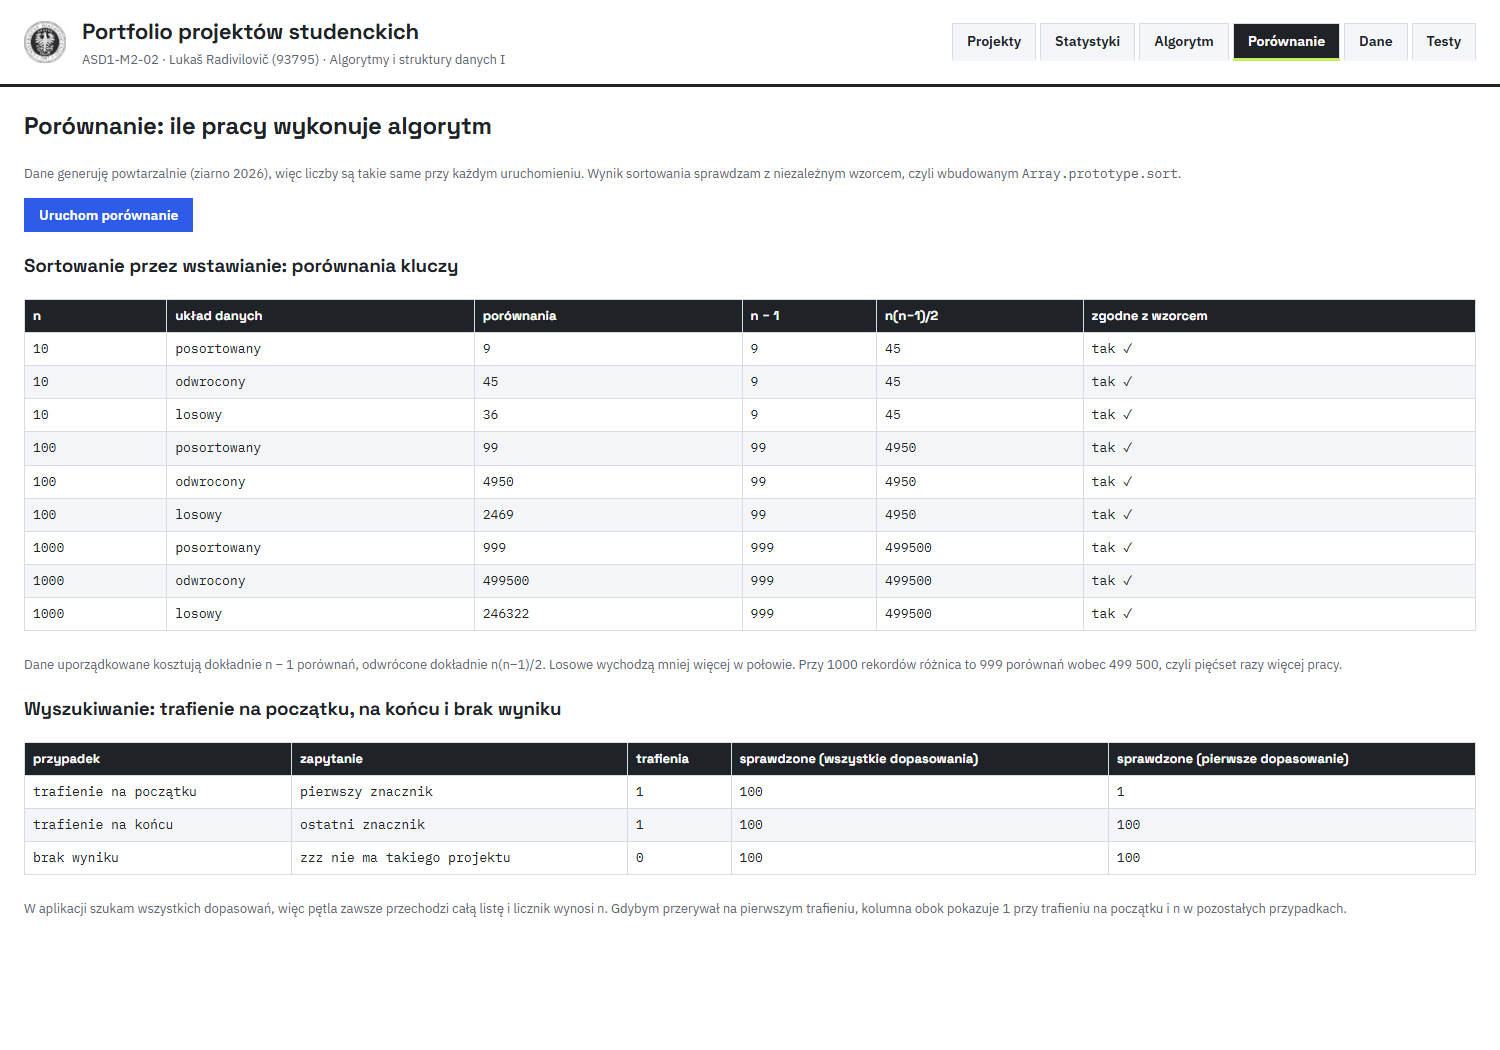 Portfolio projektów studenckich
ASD1-M2-02 · Lukaš Radivilovič (93795) · Algorytmy i struktury danych I
Projekty Statystyki Algorytm Porównanie Dane Testy
Porównanie: ile pracy wykonuje algorytm
Dane generuję powtarzalnie (ziarno 2026), więc liczby są takie same przy każdym uruchomieniu. Wynik sortowania sprawdzam z niezależnym wzorcem, czyli wbudowanym Array.prototype.sort.
Uruchom porównanie
Sortowanie przez wstawianie: porównania kluczy
n układ danych porównania n − 1 n(n−1)/2 zgodne z wzorcem
10 posortowany 9 9 45 tak ✓
10 odwrocony 45 9 45 tak ✓
10 losowy 36 9 45 tak ✓
100 posortowany 99 99 4950 tak ✓
100 odwrocony 4950 99 4950 tak ✓
100 losowy 2469 99 4950 tak ✓
1000 posortowany 999 999 499500 tak ✓
1000 odwrocony 499500 999 499500 tak ✓
1000 losowy 246322 999 499500 tak ✓
Dane uporządkowane kosztują dokładnie n − 1 porównań, odwrócone dokładnie n(n−1)/2. Losowe wychodzą mniej więcej w połowie. Przy 1000 rekordów różnica to 999 porównań wobec 499 500, czyli pięćset razy więcej pracy.
Wyszukiwanie: trafienie na początku, na końcu i brak wyniku
przypadek zapytanie trafienia sprawdzone (wszystkie dopasowania) sprawdzone (pierwsze dopasowanie)
trafienie na początku pierwszy znacznik 1 100 1
trafienie na końcu ostatni znacznik 1 100 100
brak wyniku zzz nie ma takiego projektu 0 100 100
W aplikacji szukam wszystkich dopasowań, więc pętla zawsze przechodzi całą listę i licznik wynosi n. Gdybym przerywał na pierwszym trafieniu, kolumna obok pokazuje 1 przy trafieniu na początku i n w pozostałych przypadkach.